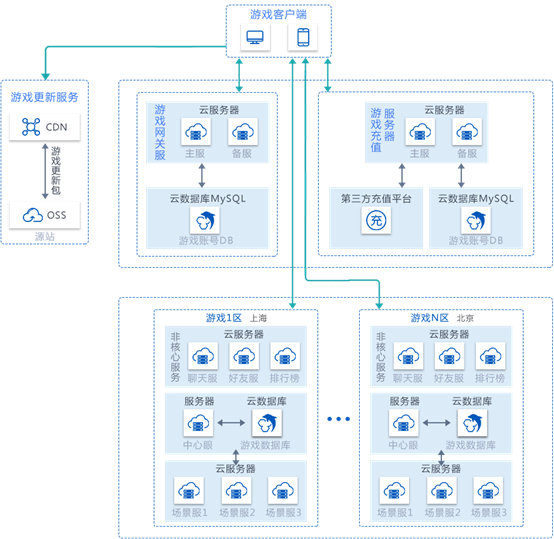 游戏客户端
游戏更新服务
CDN
游戏更新包
OSS
源站
游戏网关服
云服务器
主服
备服
云数据库MySQL
游戏账号DB
游戏充值
服务器
云服务器
主服
备服
第三方充值平台
充
云数据库MySQL
游戏账号DB
游戏1区 上海
非核心服务
云服务器
聊天服
好友服
排行榜
服务器
云数据库
中心眼
游戏数据库
云服务器
场景服1
场景服2
场景服3
游戏N区 北京
非核心服务
云服务器
聊天服
好友服
排行榜
服务器
云数据库
中心眼
游戏数据库
云服务器
场景服1
场景服2
场景服3